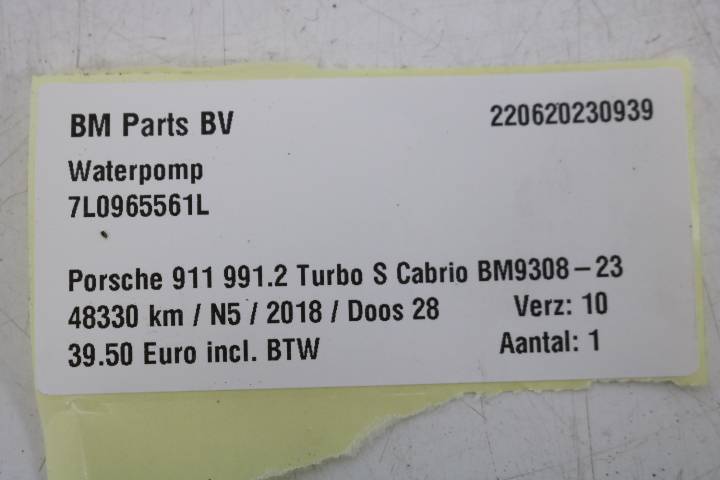 BM Parts BV 220620230939
Waterpomp
7L0965561L
Porsche 911 991.2 Turbo S Cabrio BM9308-23
48330 km / N5 / 2018 / Doos 28 Verz: 10
39.50 Euro incl. BTW Aantal: 1